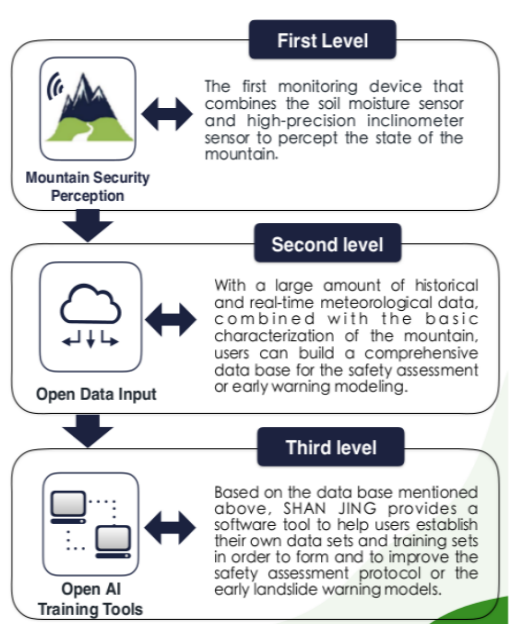 First Level
The first monitoring device that
combines the soil moisture sensor
and high-precision inclinometer
sensor to percept the state of the
mountain.
Mountain Security
Perception
Second level
With a large amount of historical
and real-time meteorological data,
combined with the basic
characterization of the mountain,
users can build a comprehensive
data base for the safety assessment
or early warning modeling.
Open Data Input
Third level
Based on the data base mentioned
above, SHAN JING provides a
software tool to help users establish
their own data sets and training sets
in order to form and to improve the
safety assessment protocol or the
early landslide warning models.
Open AI
Training Tools